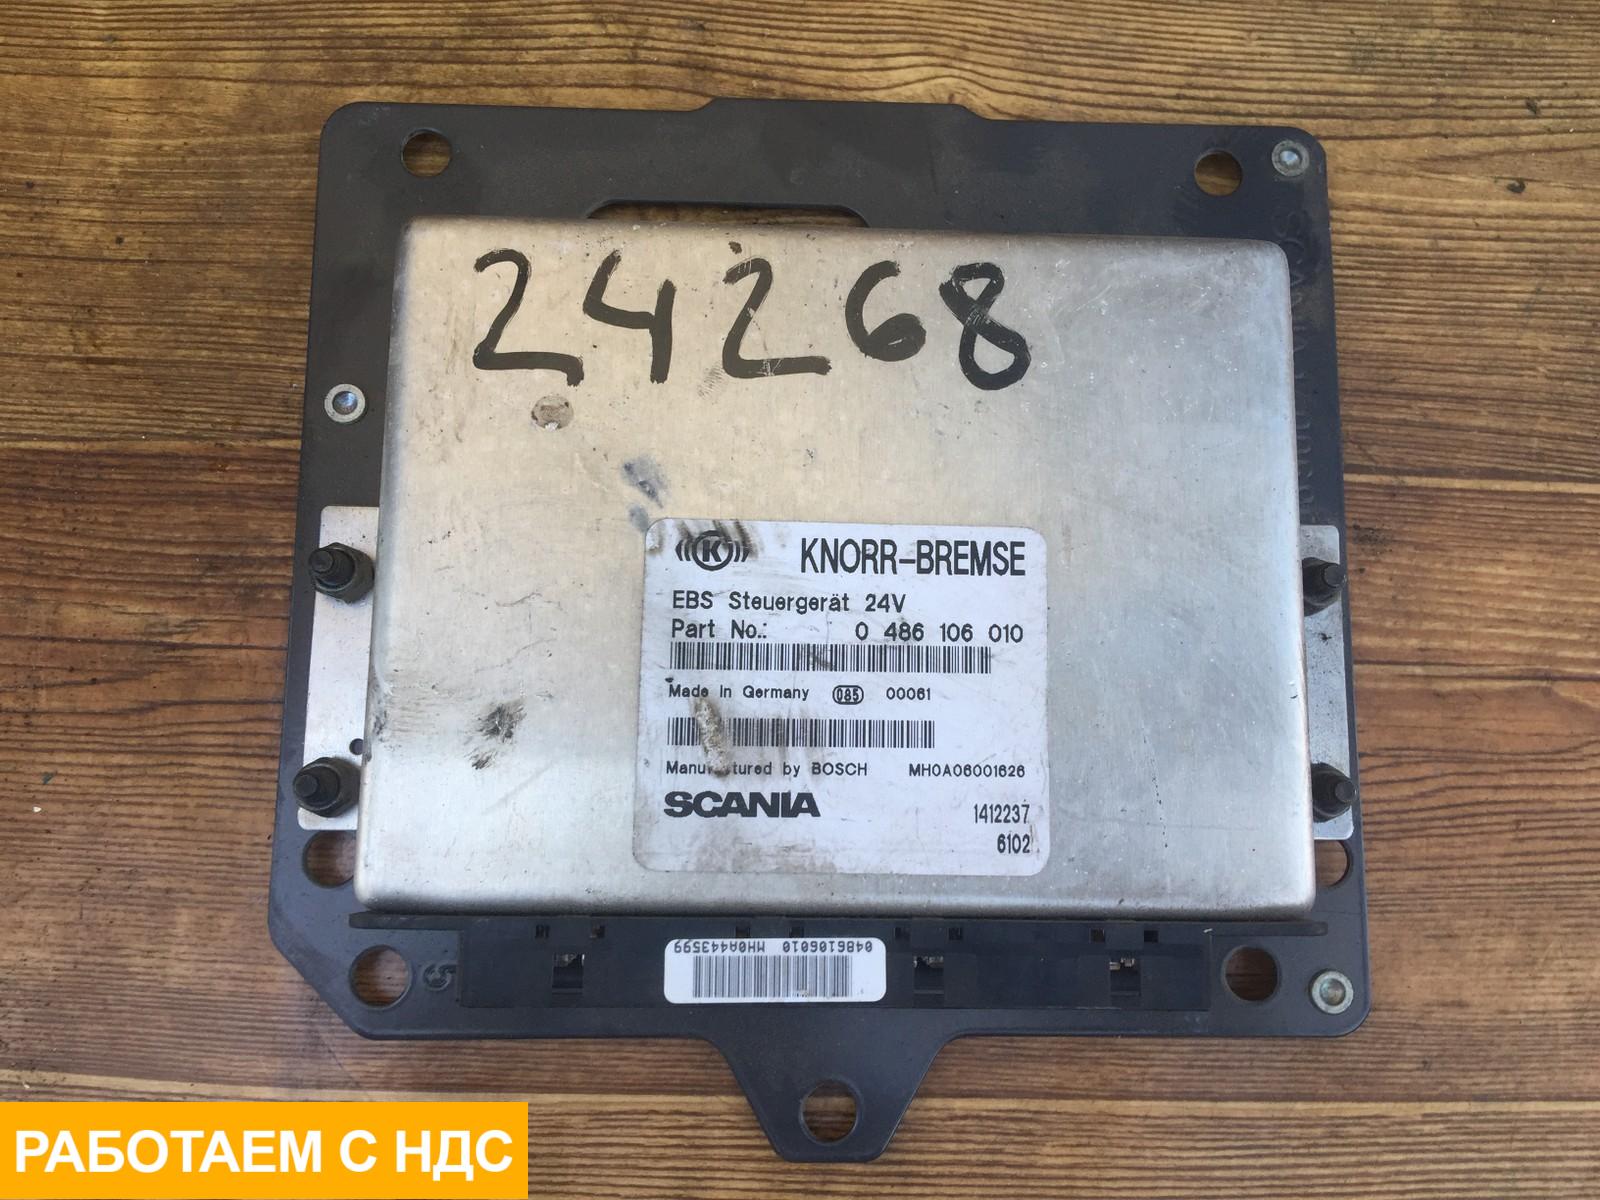 24268
K
KNORR-BREMSE
EBS Steuergerät 24V
Part No.: 0 486 106 010
Made in Germany 085 00061
Manufactured by BOSCH MH0A06001626
SCANIA 1412237
6102
0486106010 MH0A443599
РАБОТАЕМ С НДС